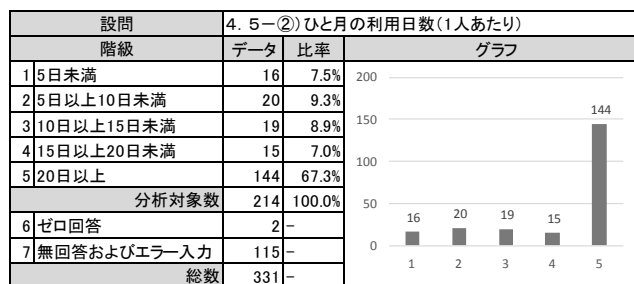 設問 4.5-②)ひと月の利用日数(1人あたり)
階級 データ 比率 グラフ
1 5日未満 16 7.5%
2 5日以上10日未満 20 9.3%
3 10日以上15日未満 19 8.9%
4 15日以上20日未満 15 7.0%
5 20日以上 144 67.3%
分析対象数 214 100.0%
6 ゼロ回答 2 -
7 無回答およびエラー入力 115 -
総数 331 -
200
150
100
50
0
16 20 19 15 144
1 2 3 4 5